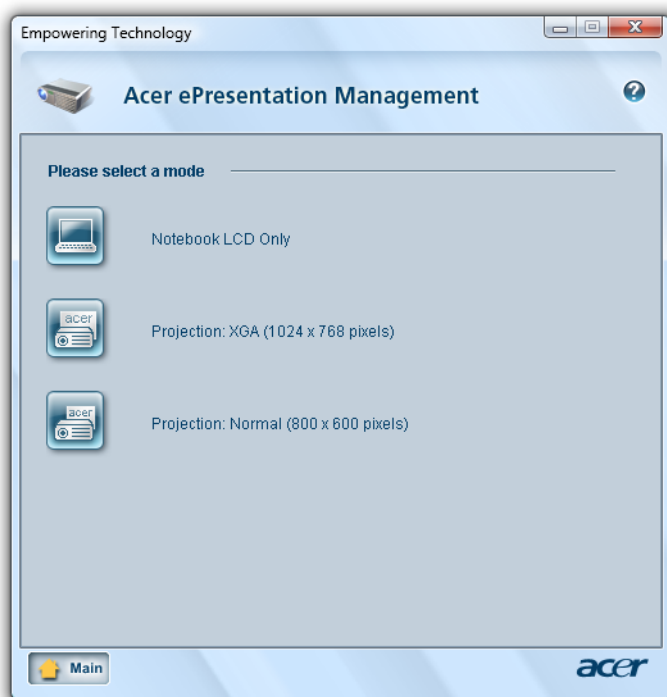 Empowering Technology
Acer ePresentation Management
?
Please select a mode
Notebook LCD Only
acer
Projection: XGA (1024 x 768 pixels)
acer
Projection: Normal (800 x 600 pixels)
Main
acer